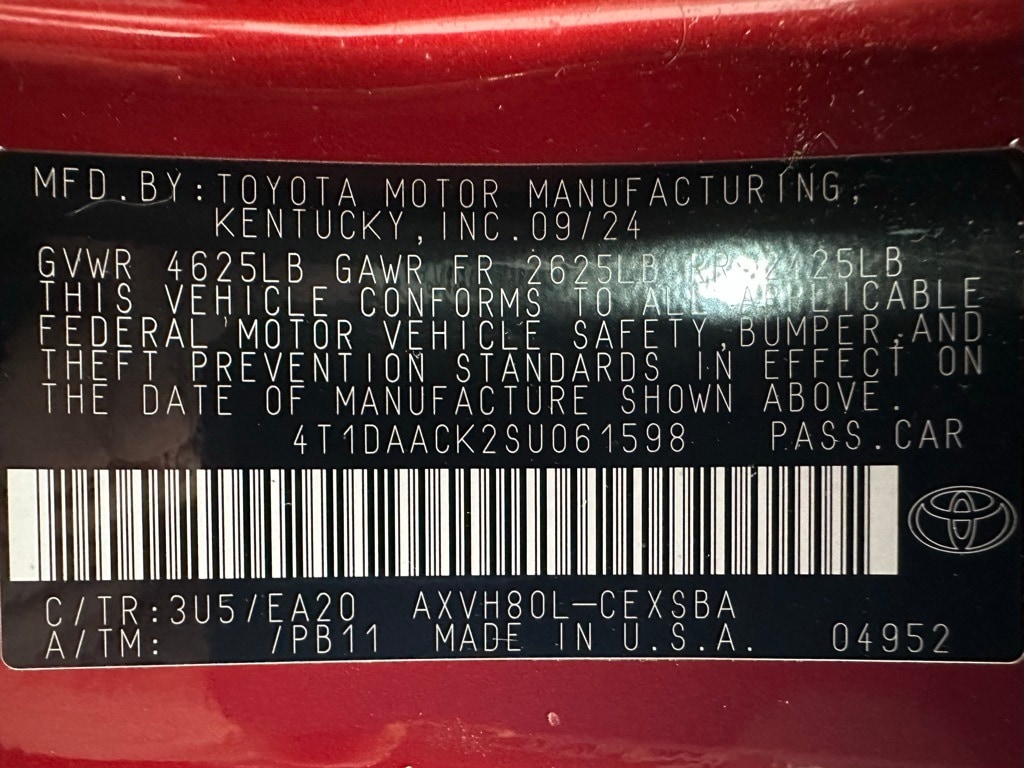 MFD.BY:TOYOTA MOTOR MANUFACTURING,
KENTUCKY,INC.09/24
GVWR 4625LB GAWR FR 2625LB RR 2425LB
THIS VEHICLE CONFORMS TO ALL APPLICABLE
FEDERAL MOTOR VEHICLE SAFETY,BUMPER,AND
THEFT PREVENTION STANDARDS IN EFFECT ON
THE DATE OF MANUFACTURE SHOWN ABOVE.
4T1DAACK2SU061598 PASS.CAR
C/TR:3U5/EA20 AXVH80L-CEXSBA
A/TM: /PB11 MADE IN U.S.A. 04952